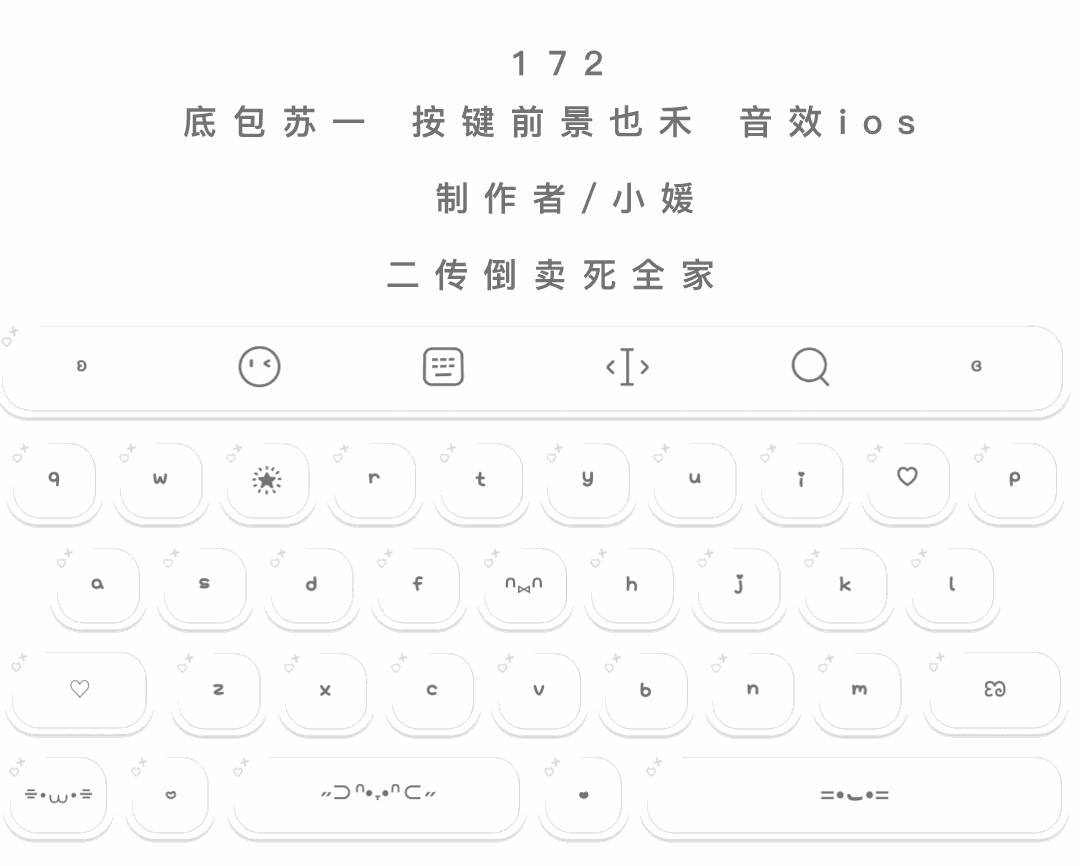 172
底包苏一 按键前景也禾 音效ios
制作者/小媛
二传倒卖死全家
ʚ ɞ
q w r t y u i ♡ p
a s d f ∩⋈∩ h j k l
♡ z x c v b n m